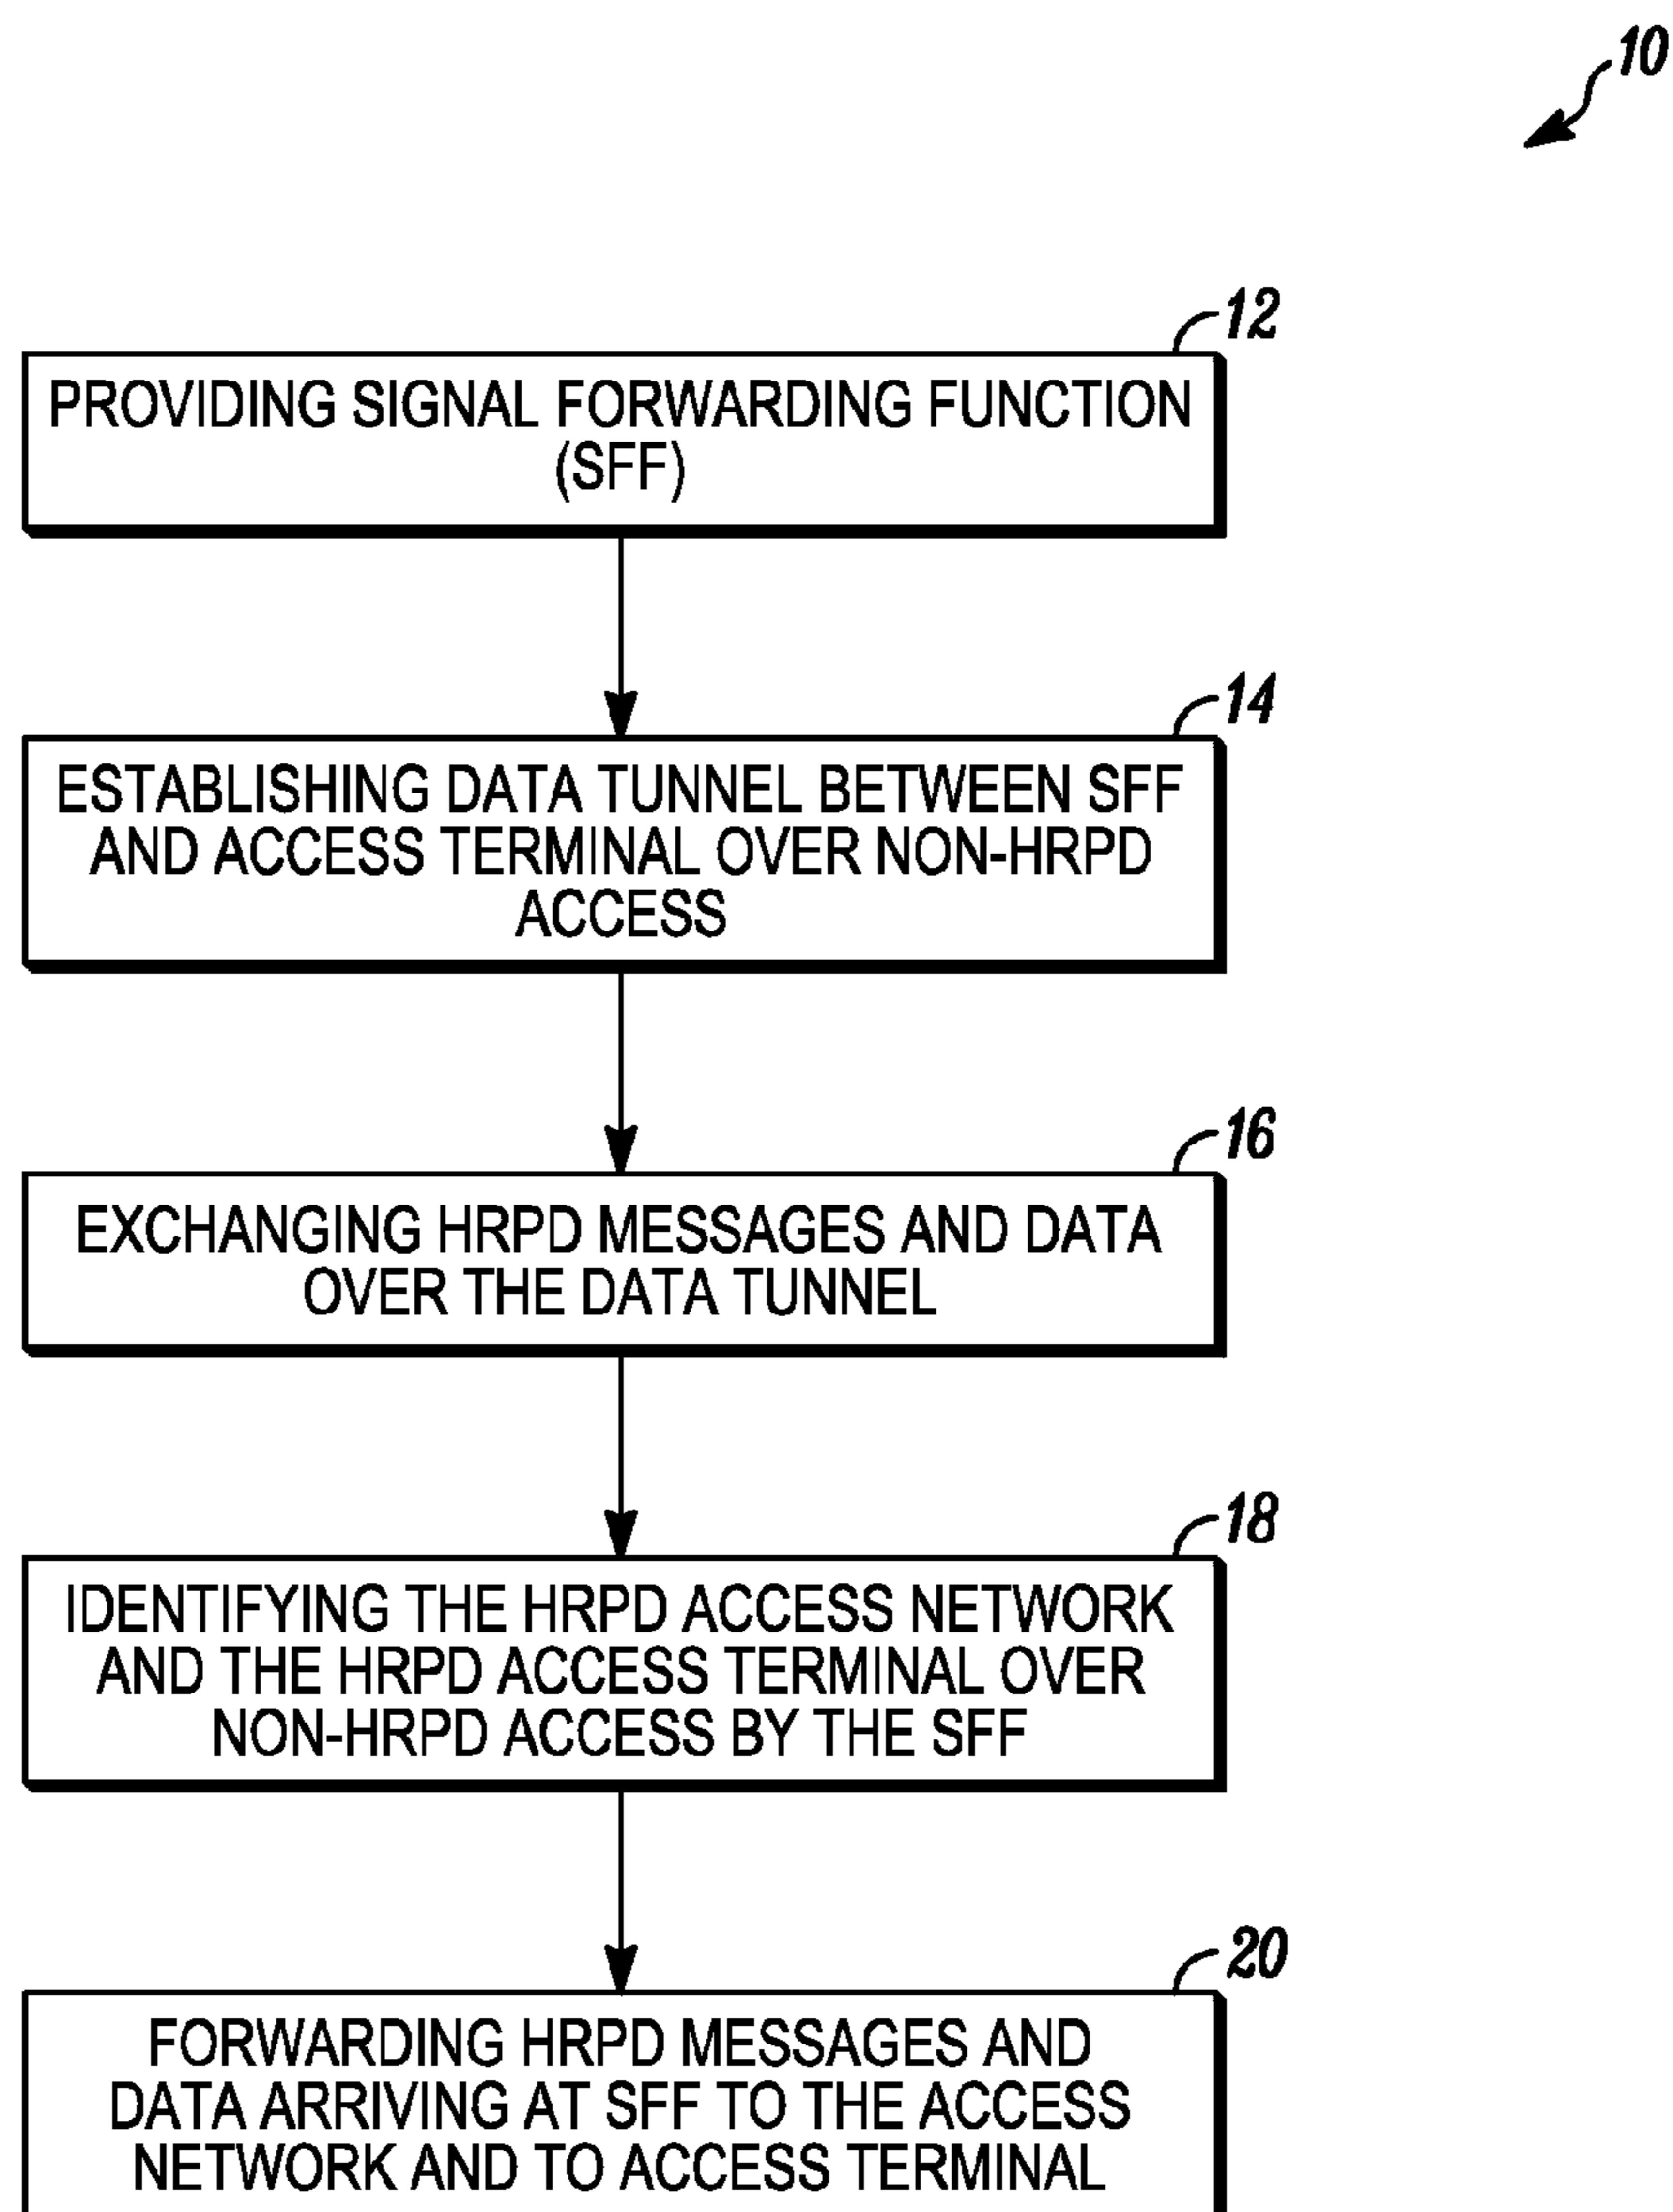 10
12
PROVIDING SIGNAL FORWARDING FUNCTION
(SFF)
14
ESTABLISHING DATA TUNNEL BETWEEN SFF
AND ACCESS TERMINAL OVER NON-HRPD
ACCESS
16
EXCHANGING HRPD MESSAGES AND DATA
OVER THE DATA TUNNEL
18
IDENTIFYING THE HRPD ACCESS NETWORK
AND THE HRPD ACCESS TERMINAL OVER
NON-HRPD ACCESS BY THE SFF
20
FORWARDING HRPD MESSAGES AND
DATA ARRIVING AT SFF TO THE ACCESS
NETWORK AND TO ACCESS TERMINAL